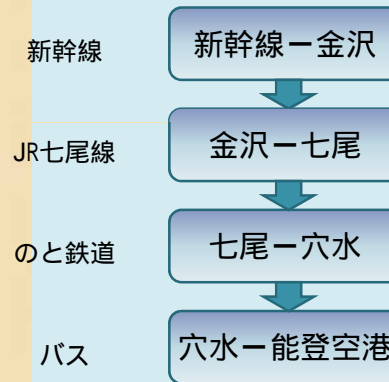 新幹線
新幹線ー金沢
JR七尾線
金沢ー七尾
のと鉄道
七尾ー穴水
バス
穴水ー能登空港